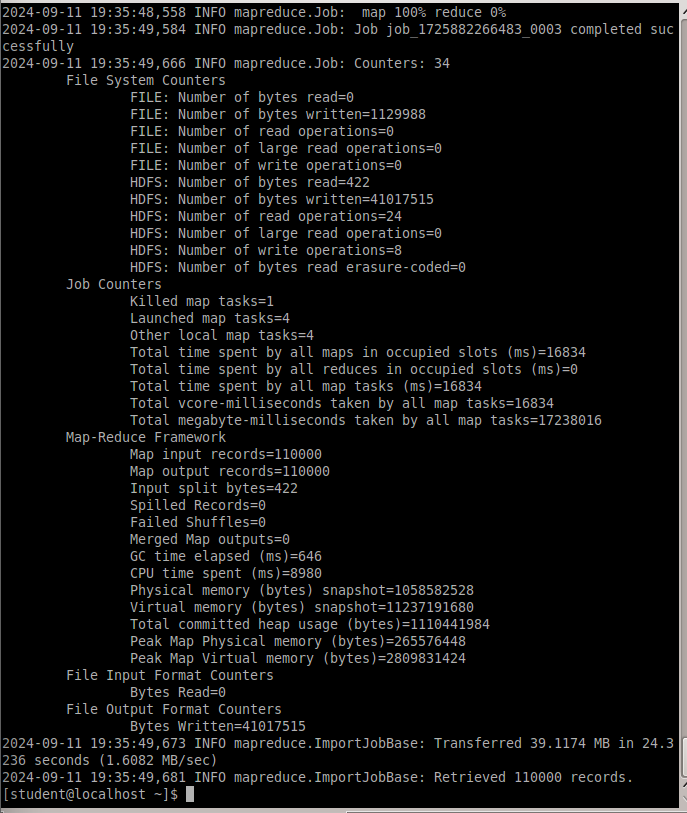 2024-09-11 19:35:48,558 INFO mapreduce.Job:  map 100% reduce 0%
2024-09-11 19:35:49,584 INFO mapreduce.Job: Job job_1725882266483_0003 completed suc
cessfully
2024-09-11 19:35:49,666 INFO mapreduce.Job: Counters: 34
File System Counters
FILE: Number of bytes read=0
FILE: Number of bytes written=1129988
FILE: Number of read operations=0
FILE: Number of large read operations=0
FILE: Number of write operations=0
HDFS: Number of bytes read=422
HDFS: Number of bytes written=41017515
HDFS: Number of read operations=24
HDFS: Number of large read operations=0
HDFS: Number of write operations=8
HDFS: Number of bytes read erasure-coded=0
Job Counters
Killed map tasks=1
Launched map tasks=4
Other local map tasks=4
Total time spent by all maps in occupied slots (ms)=16834
Total time spent by all reduces in occupied slots (ms)=0
Total time spent by all map tasks (ms)=16834
Total vcore-milliseconds taken by all map tasks=16834
Total megabyte-milliseconds taken by all map tasks=17238016
Map-Reduce Framework
Map input records=110000
Map output records=110000
Input split bytes=422
Spilled Records=0
Failed Shuffles=0
Merged Map outputs=0
GC time elapsed (ms)=646
CPU time spent (ms)=8980
Physical memory (bytes) snapshot=1058582528
Virtual memory (bytes) snapshot=11237191680
Total committed heap usage (bytes)=1110441984
Peak Map Physical memory (bytes)=265576448
Peak Map Virtual memory (bytes)=2809831424
File Input Format Counters
Bytes Read=0
File Output Format Counters
Bytes Written=41017515
2024-09-11 19:35:49,673 INFO mapreduce.ImportJobBase: Transferred 39.1174 MB in 24.3
236 seconds (1.6082 MB/sec)
2024-09-11 19:35:49,681 INFO mapreduce.ImportJobBase: Retrieved 110000 records.
[student@localhost ~]$